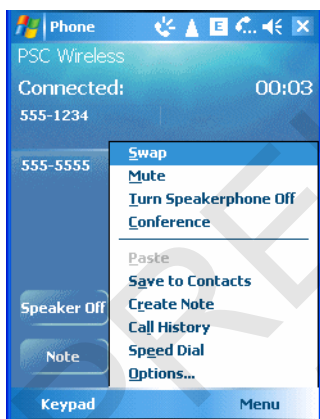 Phone
E
PSC Wireless
Connected: 00:03
555-1234
555-5555
Swap
Mute
Turn Speakerphone Off
Conference
Paste
Save to Contacts
Create Note
Call History
Speed Dial
Options...
Speaker Off
Note
Keypad Menu